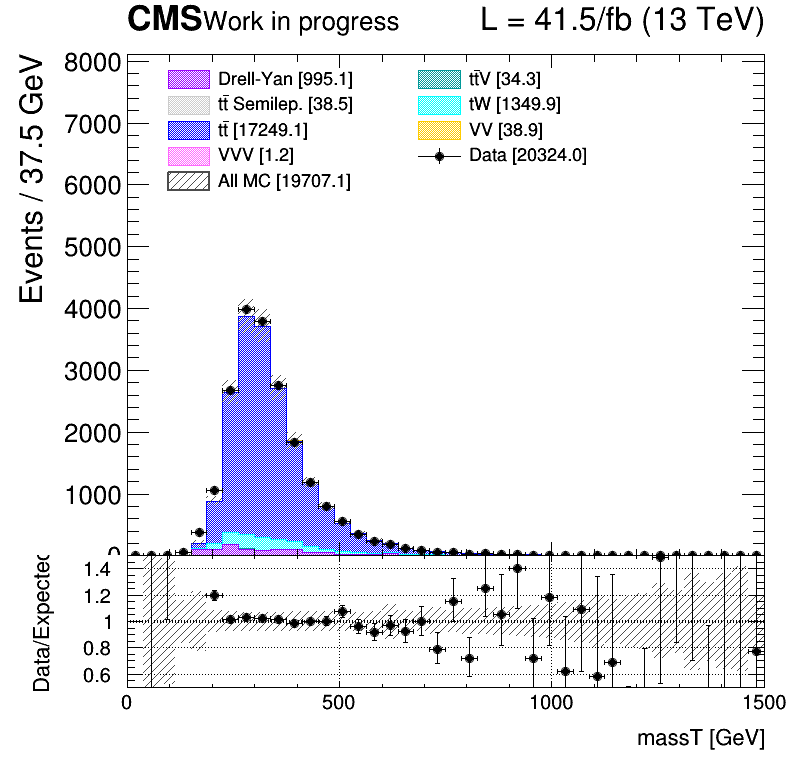 CMS Work in progress L = 41.5/fb (13 TeV)
Events / 37.5 GeV
8000
7000
6000
5000
4000
3000
2000
1000
0
Drell-Yan [995.1]
tt̄ Semilep. [38.5]
tt̄ [17249.1]
VVV [1.2]
All MC [19707.1]
tt̄V [34.3]
tW [1349.9]
VV [38.9]
Data [20324.0]
Data/Expected
1.4
1.2
1
0.8
0.6
0 500 1000 1500
massT [GeV]